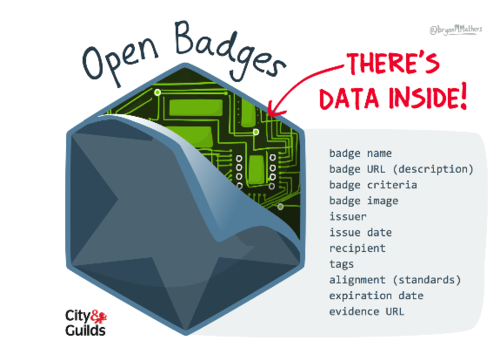 @bryanMMathers
Open Badges
THERE'S
DATA INSIDE!
badge name
badge URL (description)
badge criteria
badge image
issuer
issue date
recipient
tags
alignment (standards)
expiration date
evidence URL
City&
Guilds